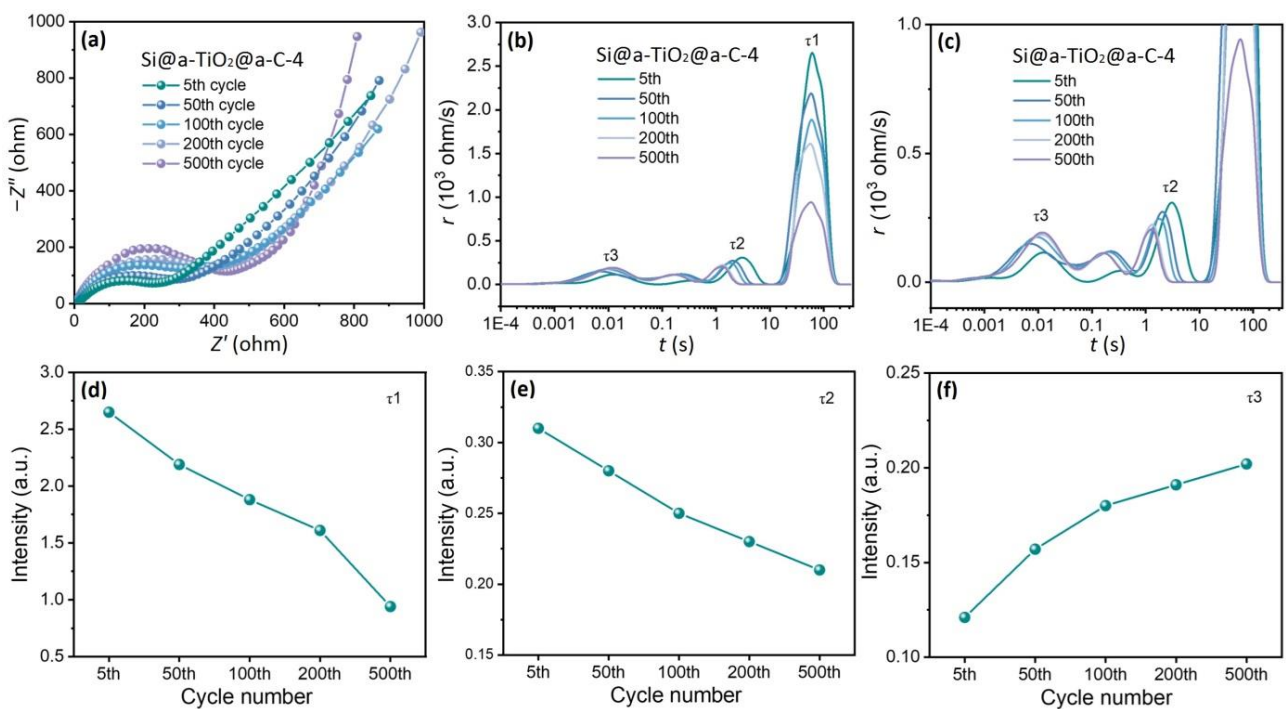 (a)
Si@a-TiO₂@a-C-4
5th cycle
50th cycle
100th cycle
200th cycle
500th cycle
1000
800
600
400
200
0
0 200 400 600 800 1000
−Z″ (ohm)
Z′ (ohm)
(b)
Si@a-TiO₂@a-C-4
5th
50th
100th
200th
500th
τ1
τ2
τ3
3.0
2.5
2.0
1.5
1.0
0.5
0.0
1E-4 0.001 0.01 0.1 1 10 100
r (10³ ohm/s)
t (s)
(c)
Si@a-TiO₂@a-C-4
5th
50th
100th
200th
500th
τ2
τ3
1.0
0.5
0.0
1E-4 0.001 0.01 0.1 1 10 100
r (10³ ohm/s)
t (s)
(d)
τ1
3.0
2.5
2.0
1.5
1.0
0.5
5th 50th 100th 200th 500th
Intensity (a.u.)
Cycle number
(e)
τ2
0.35
0.30
0.25
0.20
0.15
5th 50th 100th 200th 500th
Intensity (a.u.)
Cycle number
(f)
τ3
0.25
0.20
0.15
0.10
5th 50th 100th 200th 500th
Intensity (a.u.)
Cycle number